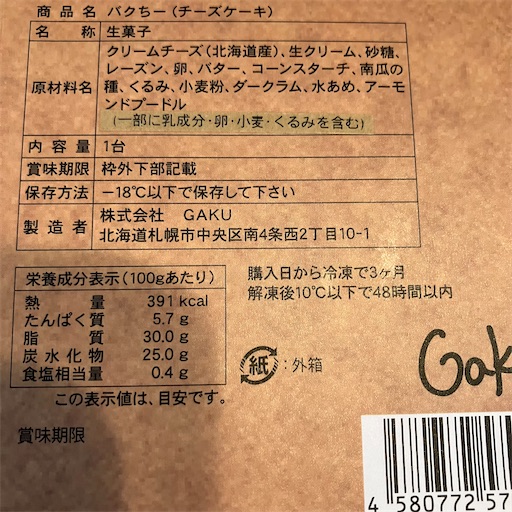 商品名 バクちー(チーズケーキ)
名称 生菓子
原材料名 クリームチーズ(北海道産)、生クリーム、砂糖、
レーズン、卵、バター、コーンスターチ、南瓜の
種、くるみ、小麦粉、ダークラム、水あめ、アーモ
ンドプードル
(一部に乳成分・卵・小麦・くるみを含む)
内容量 1台
賞味期限 枠外下部記載
保存方法 −18℃以下で保存して下さい
製造者 株式会社 GAKU
北海道札幌市中央区南4条西2丁目10-1
栄養成分表示(100gあたり)
熱量 391kcal
たんぱく質 5.7g
脂質 30.0g
炭水化物 25.0g
食塩相当量 0.4g
この表示値は、目安です。
購入日から冷凍で3ヶ月
解凍後10℃以下で48時間以内
紙:外箱
Gak
賞味期限
4 580772 57